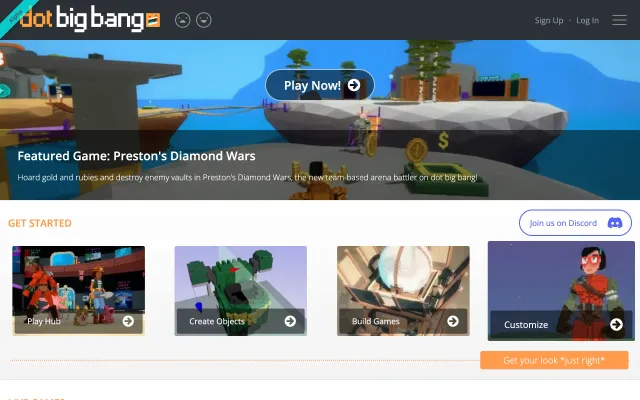 Alpha
dot big bang
Sign Up · Log In
Play Now!
Featured Game: Preston's Diamond Wars
Hoard gold and rubies and destroy enemy vaults in Preston's Diamond Wars, the new team-based arena battler on dot big bang!
GET STARTED
Join us on Discord
Play Hub
Create Objects
Build Games
Customize
Get your look *just right*